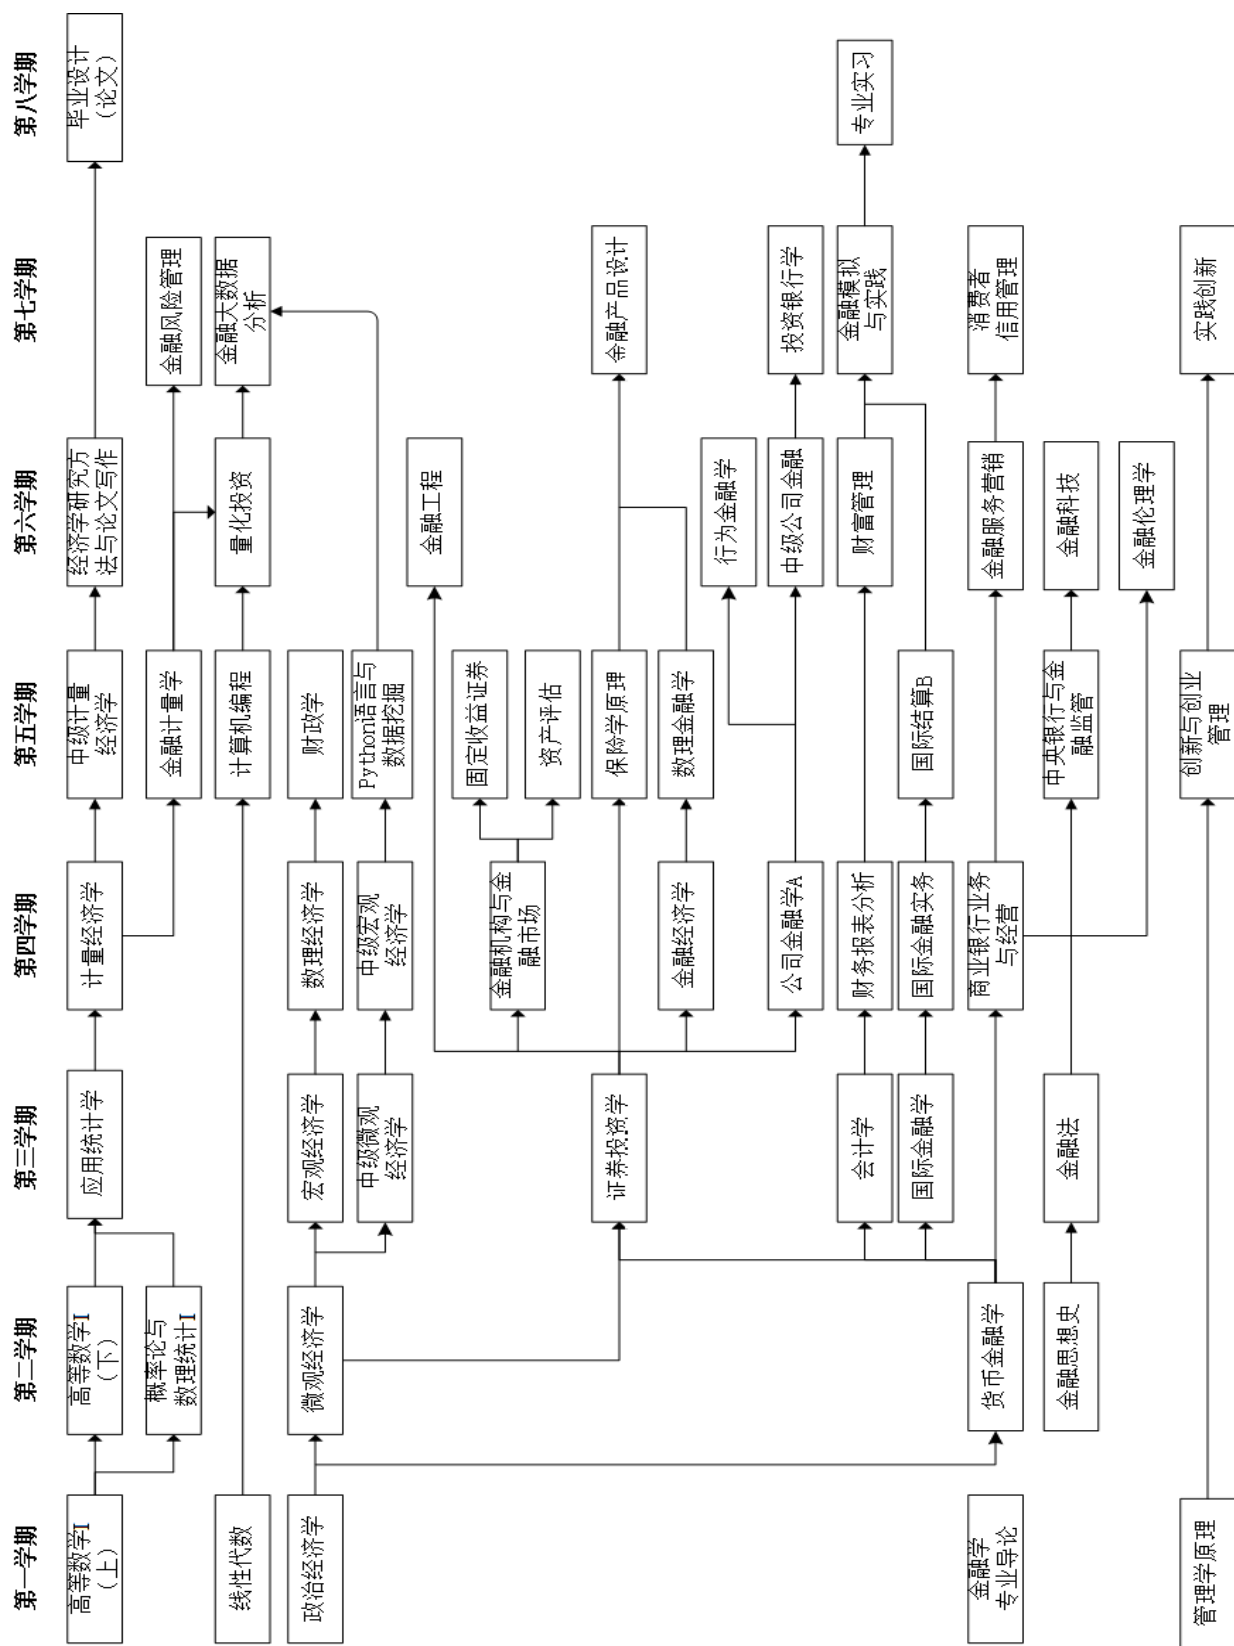 第一学期
第二学期
第三学期
第四学期
第五学期
第六学期
第七学期
第八学期
高等数学I
（上）
高等数学I
（下）
应用统计学
计量经济学
中级计量
经济学
经济学研究方
法与论文写作
毕业设计
（论文）
概率论与
数理统计I
金融计量学
金融风险管理
线性代数
计算机编程
量化投资
金融大数据
分析
政治经济学
微观经济学
宏观经济学
数理经济学
财政学
中级微观
经济学
中级宏观
经济学
Python语言与
数据挖掘
金融工程
固定收益证券
金融机构与金
融市场
资产评估
证券投资学
保险学原理
金融产品设计
金融经济学
数理金融学
行为金融学
公司金融学A
中级公司金融
投资银行学
会计学
财务报表分析
财富管理
金融模拟
与实践
专业实习
国际金融学
国际金融实务
国际结算B
金融学
专业导论
货币金融学
商业银行业务
与经营
金融服务营销
消费者
信用管理
金融思想史
金融法
中央银行与金
融监管
金融科技
金融伦理学
管理学原理
创新与创业
管理
实践创新